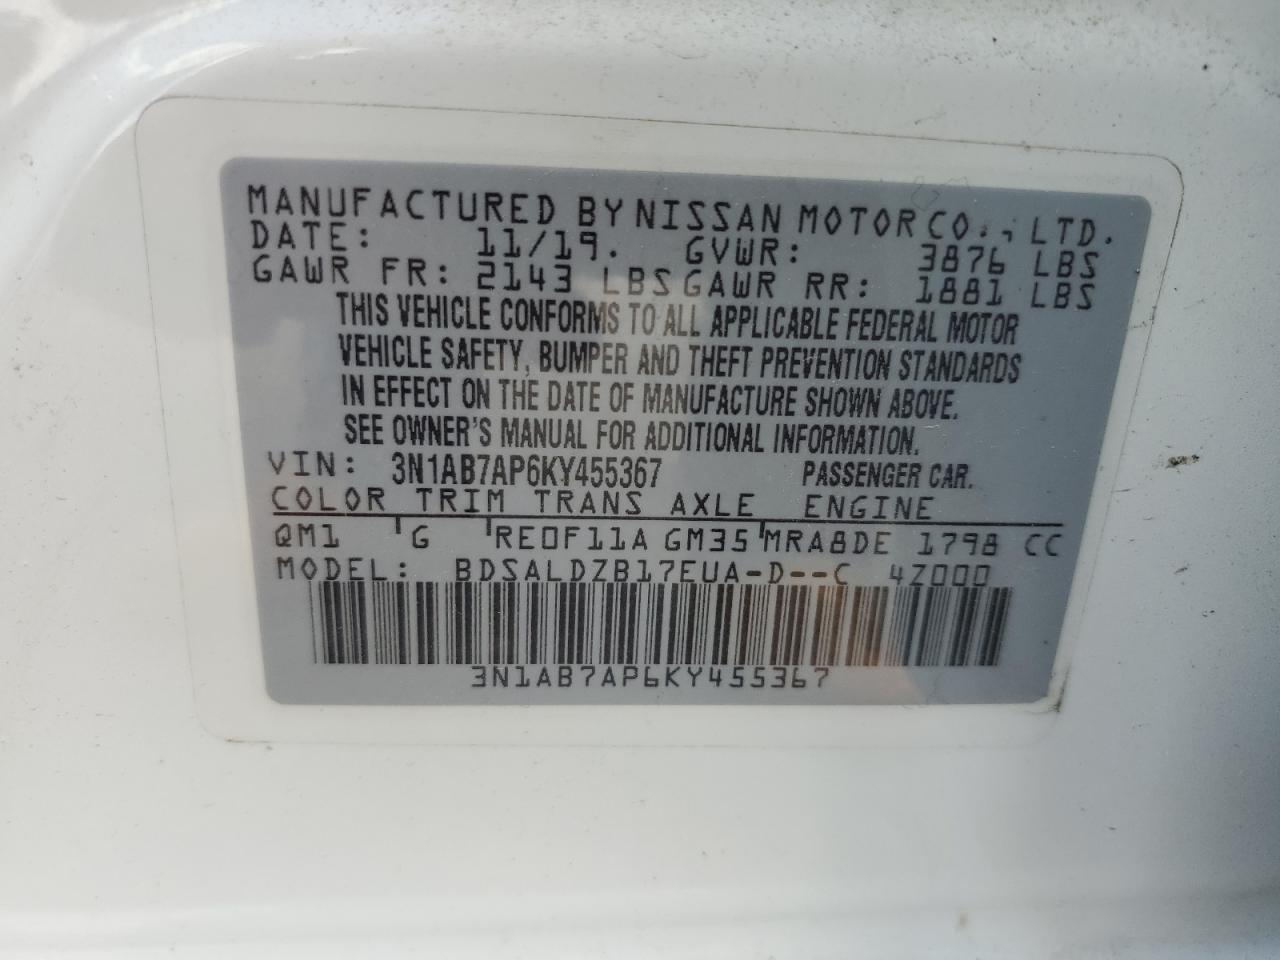 MANUFACTURED BY NISSAN MOTOR CO., LTD.
DATE: 11/19. GVWR: 3876 LBS
GAWR FR: 2143 LBS GAWR RR: 1881 LBS
THIS VEHICLE CONFORMS TO ALL APPLICABLE FEDERAL MOTOR
VEHICLE SAFETY, BUMPER AND THEFT PREVENTION STANDARDS
IN EFFECT ON THE DATE OF MANUFACTURE SHOWN ABOVE.
SEE OWNER'S MANUAL FOR ADDITIONAL INFORMATION.
VIN: 3N1AB7AP6KY455367 PASSENGER CAR.
COLOR TRIM TRANS AXLE ENGINE
QM1 G RE0F11A GM35 MRA8DE 1798 CC
MODEL: BDSALDZB17EUA-D--C 4Z000
3N1AB7AP6KY455367